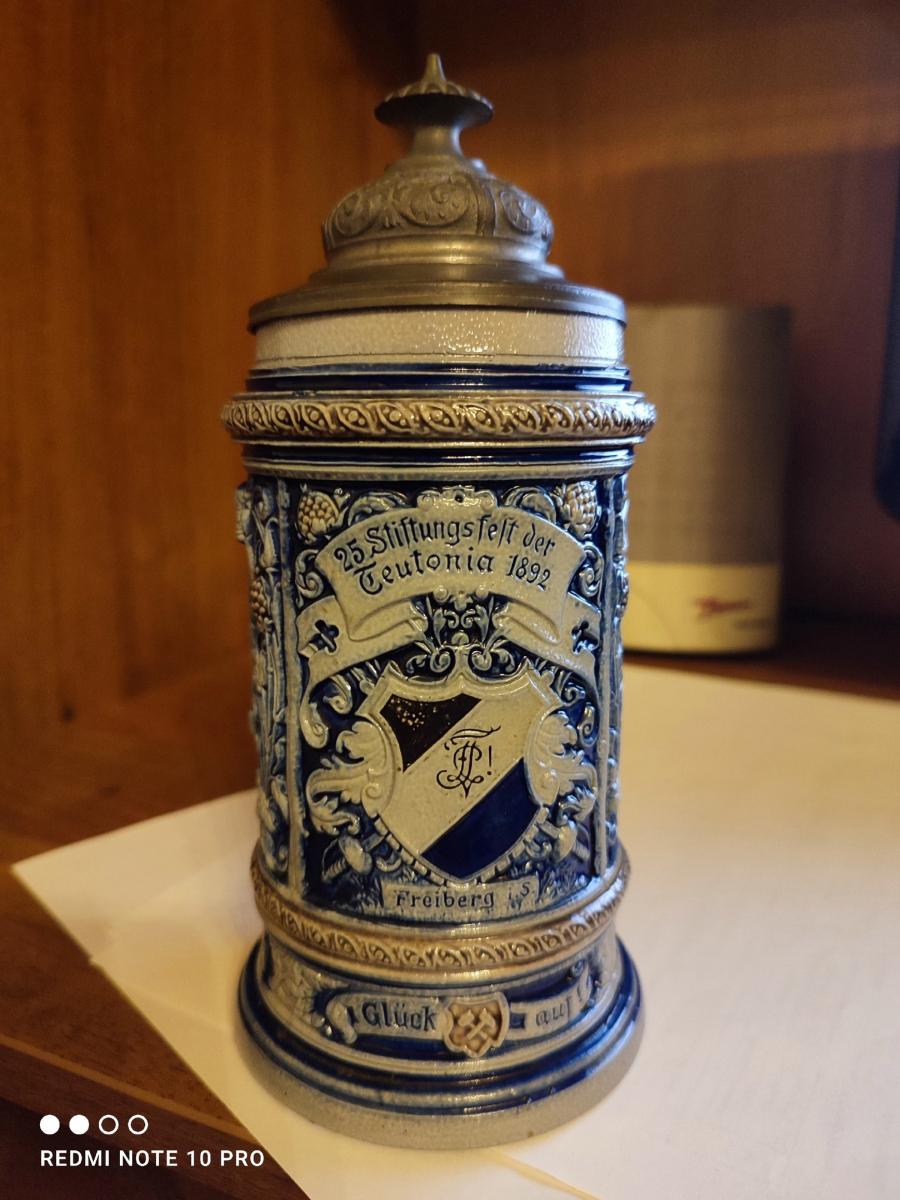 25. Stiftungsfest der
Teutonia 1892
Freiberg i. S.
Glück auf!
REDMI NOTE 10 PRO